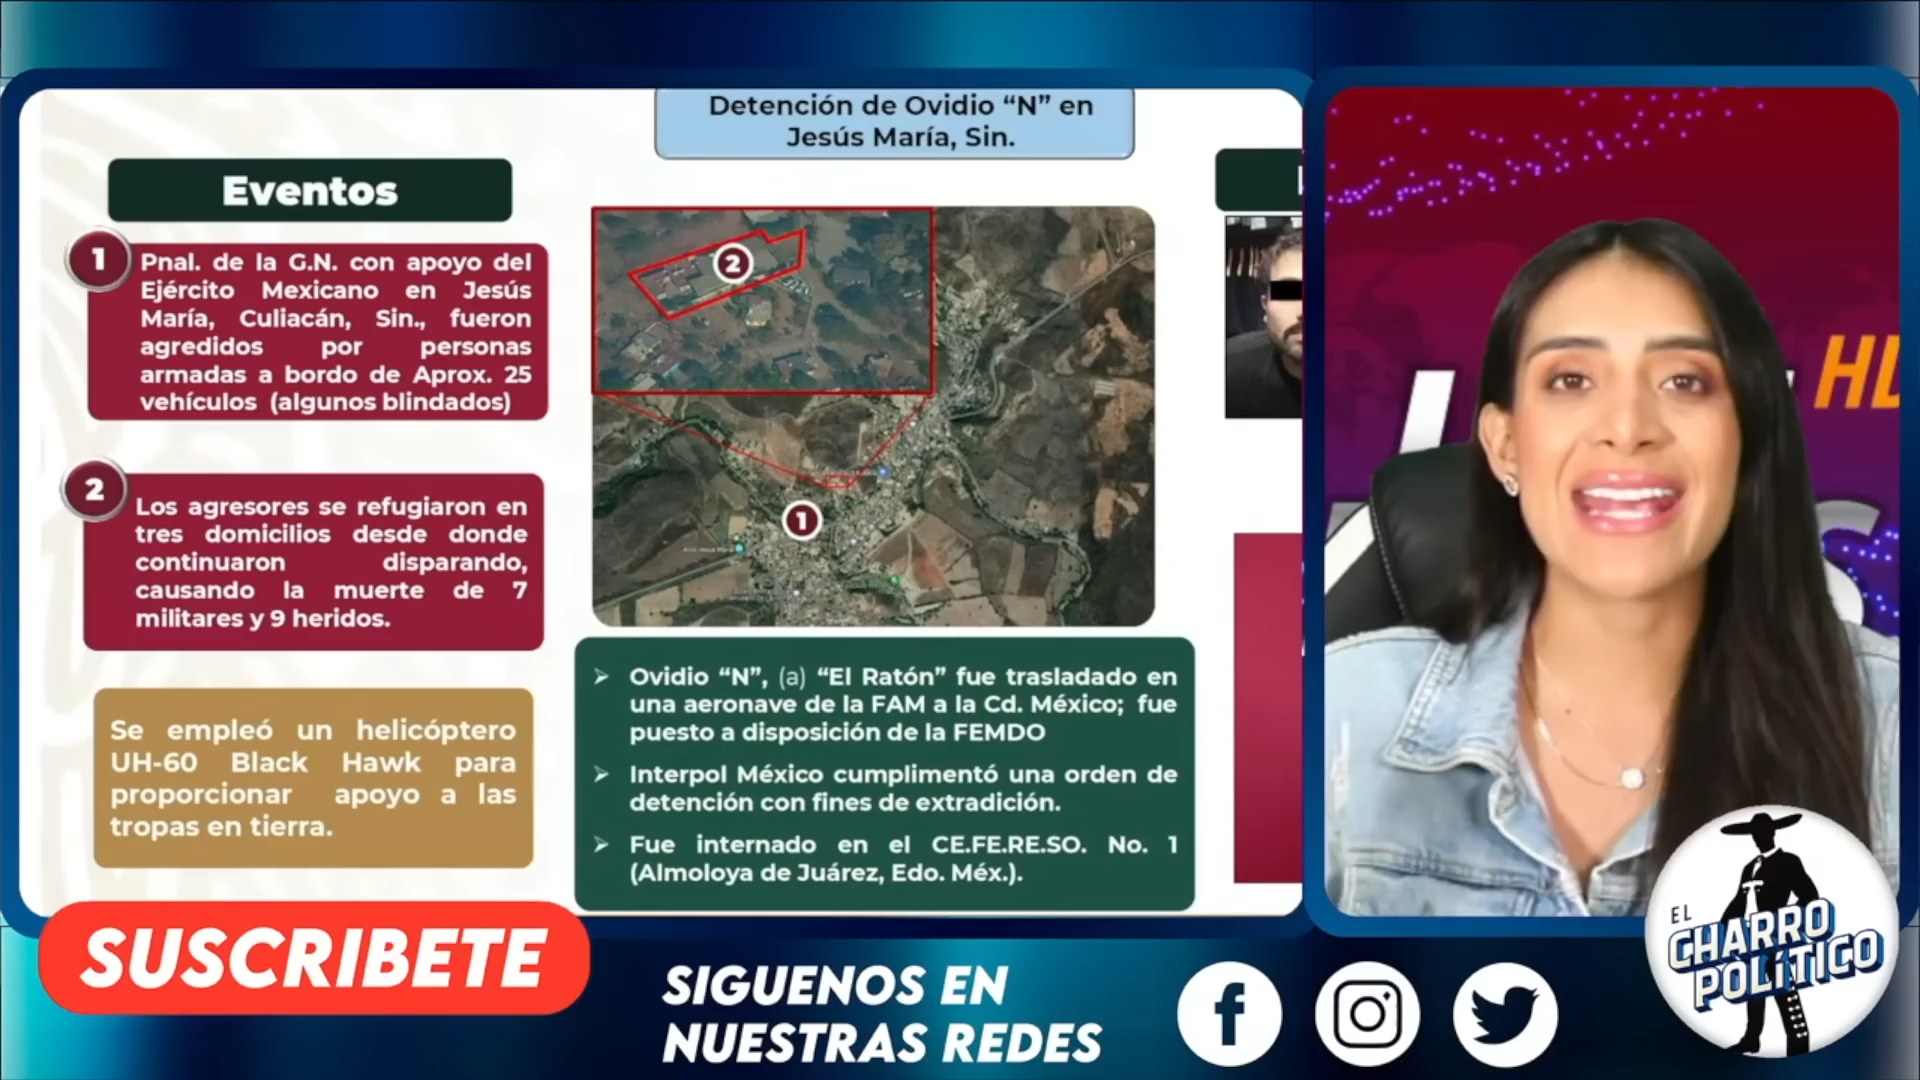 Detención de Ovidio “N” en
Jesús María, Sin.
Eventos
1
Pnal. de la G.N. con apoyo del
Ejército Mexicano en Jesús
María, Culiacán, Sin., fueron
agredidos por personas
armadas a bordo de Aprox. 25
vehículos (algunos blindados)
2
Los agresores se refugiaron en
tres domicilios desde donde
continuaron disparando,
causando la muerte de 7
militares y 9 heridos.
Se empleó un helicóptero
UH-60 Black Hawk para
proporcionar apoyo a las
tropas en tierra.
2
1
➢ Ovidio “N”, (a) “El Ratón” fue trasladado en
una aeronave de la FAM a la Cd. México; fue
puesto a disposición de la FEMDO
➢ Interpol México cumplimentó una orden de
detención con fines de extradición.
➢ Fue internado en el CE.FE.RE.SO. No. 1
(Almoloya de Juárez, Edo. Méx.).
SUSCRIBETE
SIGUENOS EN
NUESTRAS REDES
EL
CHARRO
POLÍTICO